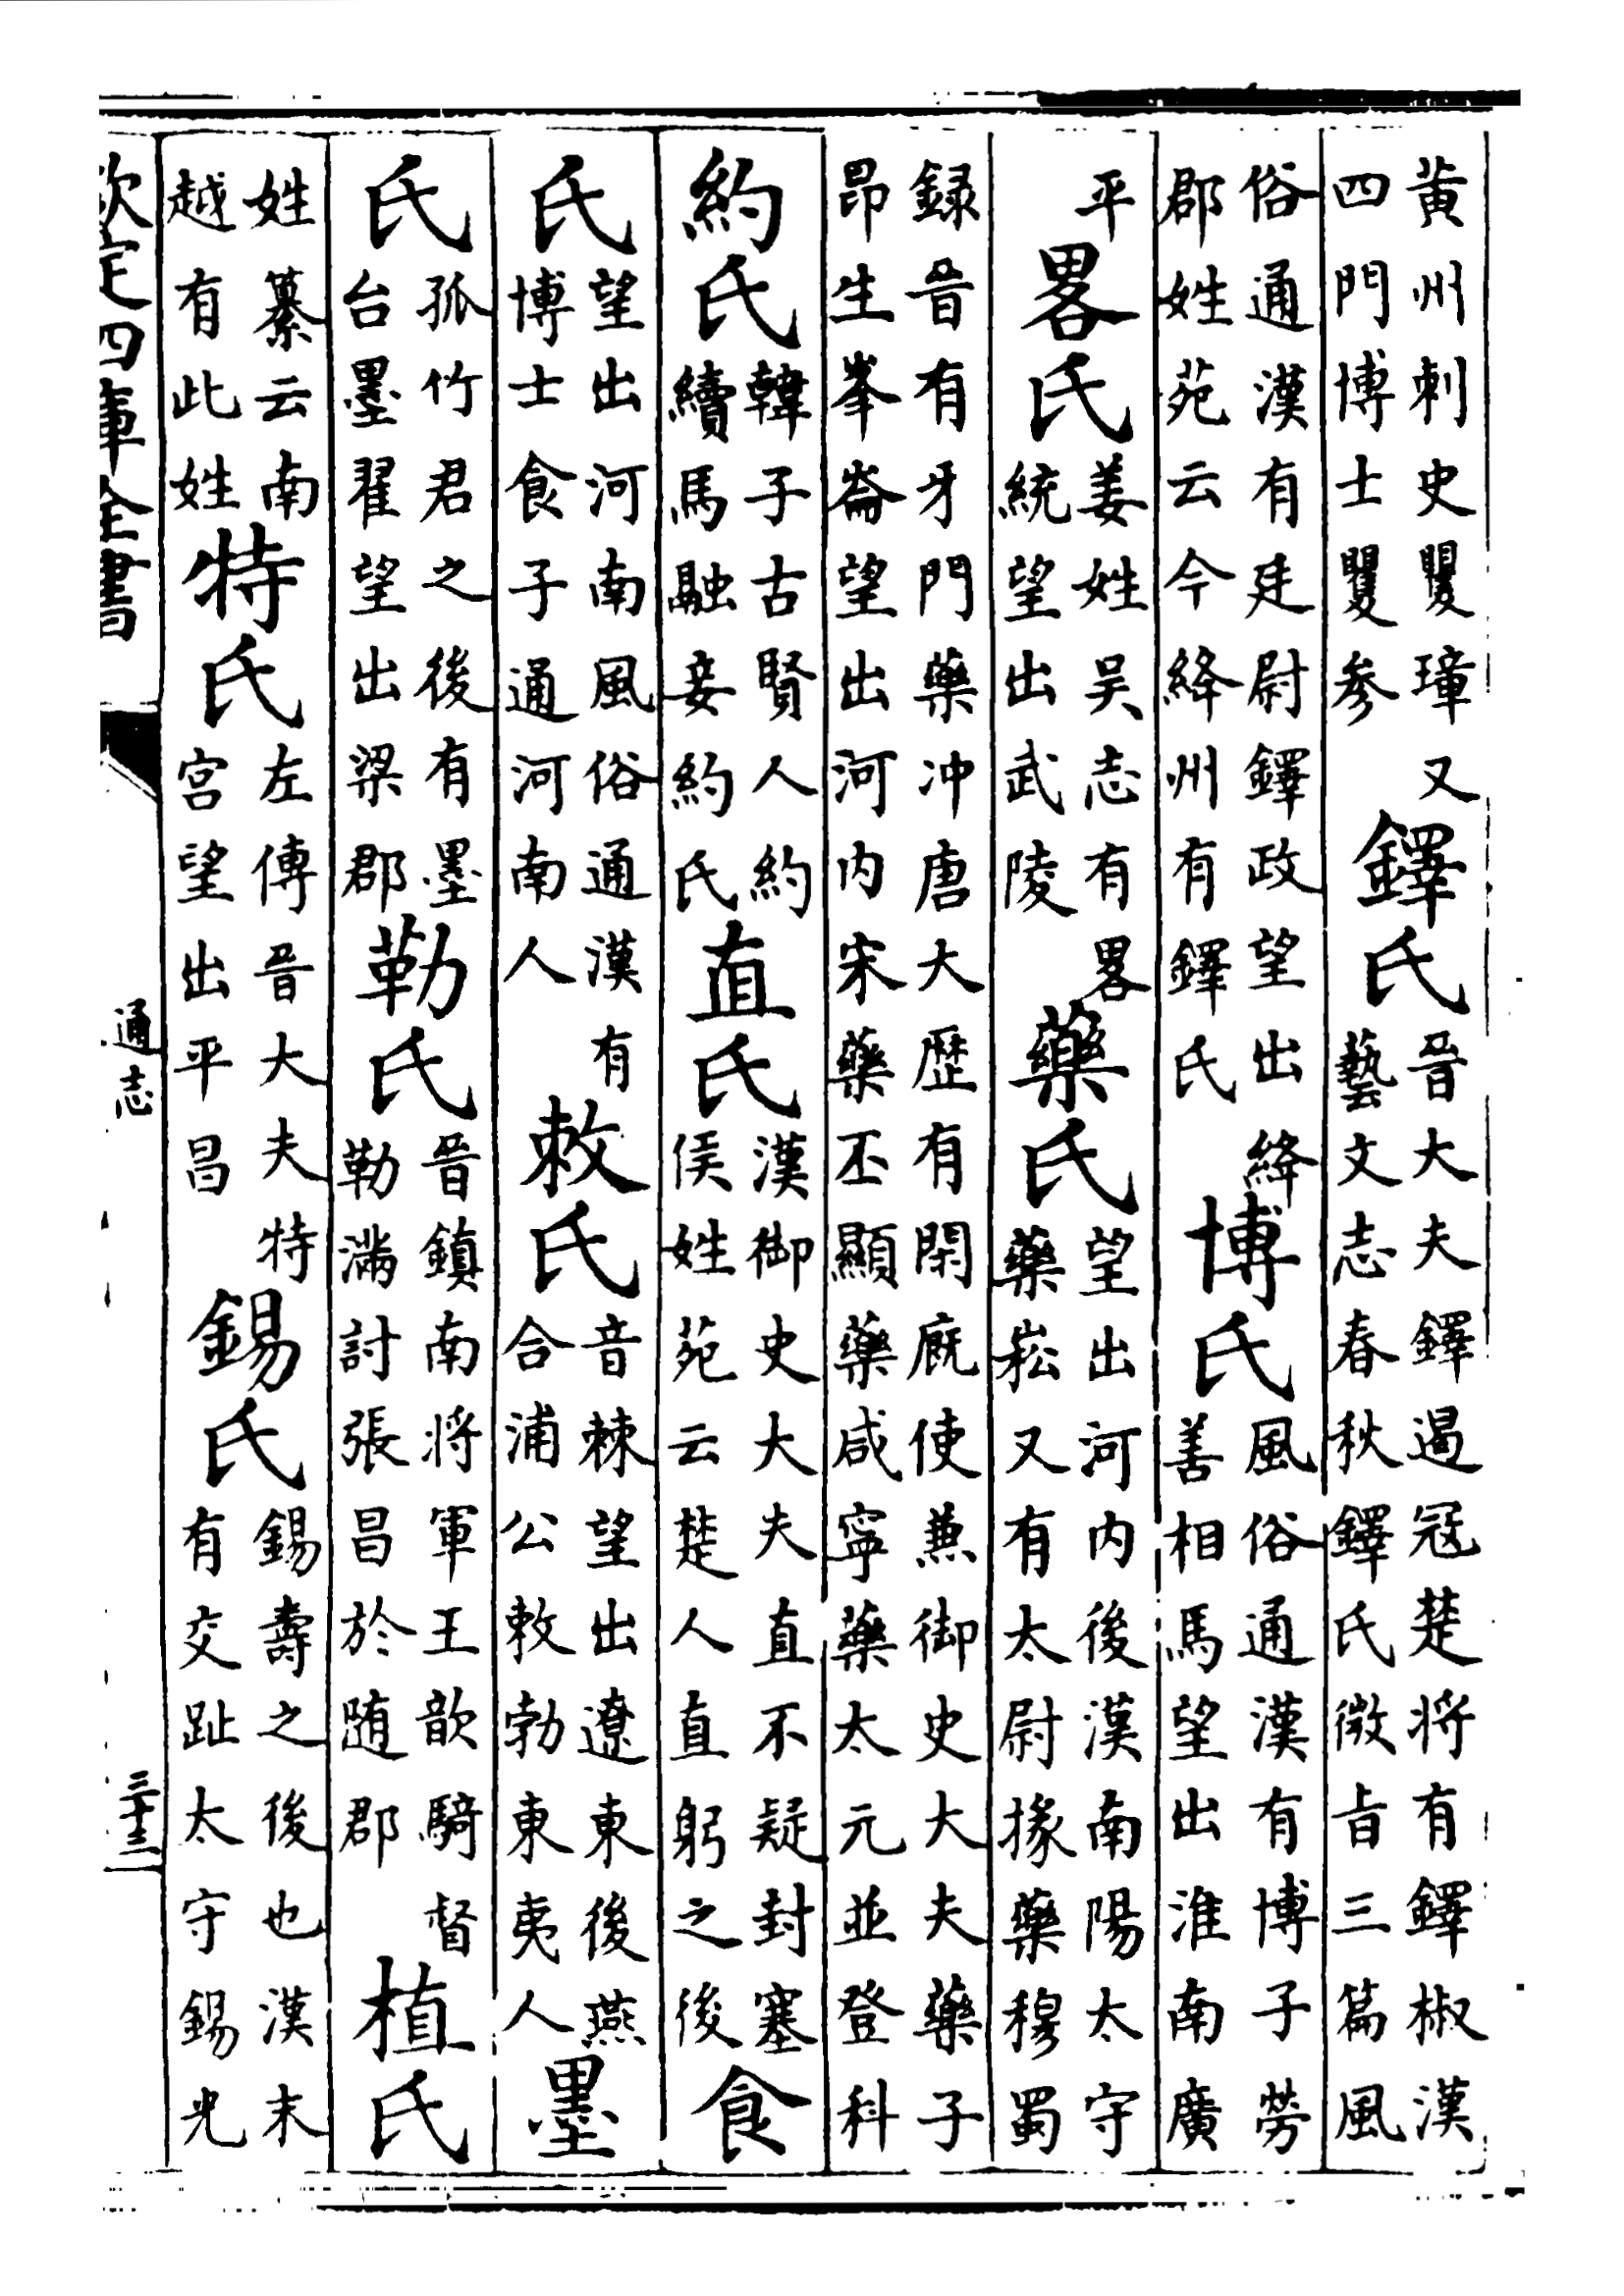 黄州刺史矍璋又四門博士矍參鐸氏晉大夫鐸遏寇楚將有鐸椒漢藝文志春秋鐸氏微旨三篇風
俗通漢有廷尉鐸政望出絳郡姓苑云今絳州有鐸氏博氏風俗通漢有博子勞善相馬望出淮南廣
平畧氏姜姓吴志有畧統望出武陵藥氏望出河内後漢南陽太守藥崧又有太尉掾藥穆蜀
録晉有牙門藥冲唐大歴有閑廐使兼御史大夫藥子昂生峯崙望出河内宋藥丕顯藥咸寧藥太元並登科
約氏韓子古賢人約續馬融妾約氏直氏漢御史大夫直不疑封塞侯姓苑云楚人直躬之後食
氏望出河南風俗通漢有博士食子通河南人敕氏音棘望出遼東後燕合浦公敕勃東夷人墨
氏孤竹君之後有墨台墨翟望出梁郡勒氏晉鎮南將軍王歆騎督勒滿討張昌於随郡植氏
姓纂云南越有此姓特氏左傳晉大夫特宫望出平昌錫氏錫壽之後也漢末有交趾太守錫光
欽定四庫全書
通志
三十三